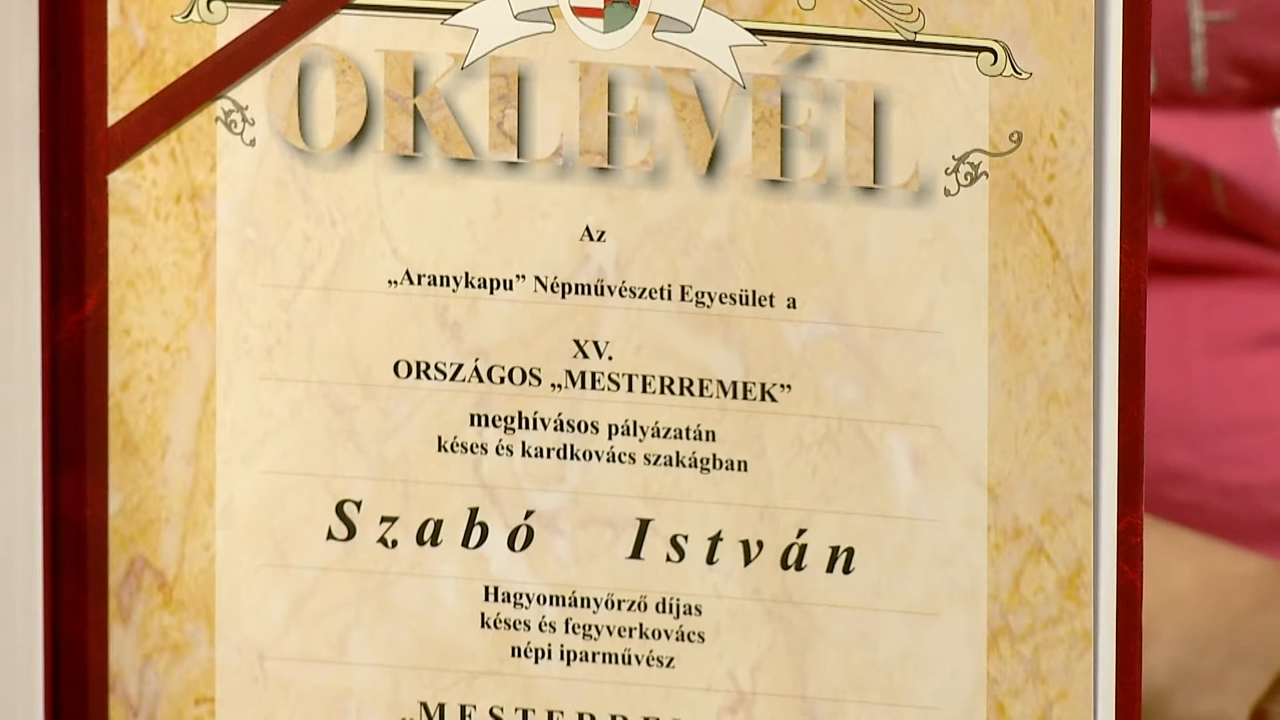 OKLEVÉL
Az
„Aranykapu” Népművészeti Egyesület a
XV.
ORSZÁGOS „MESTERREMEK”
meghívásos pályázatán
késes és kardkovács szakágban
Szabó István
Hagyományőrző díjas
késes és fegyverkovács
népi iparművész